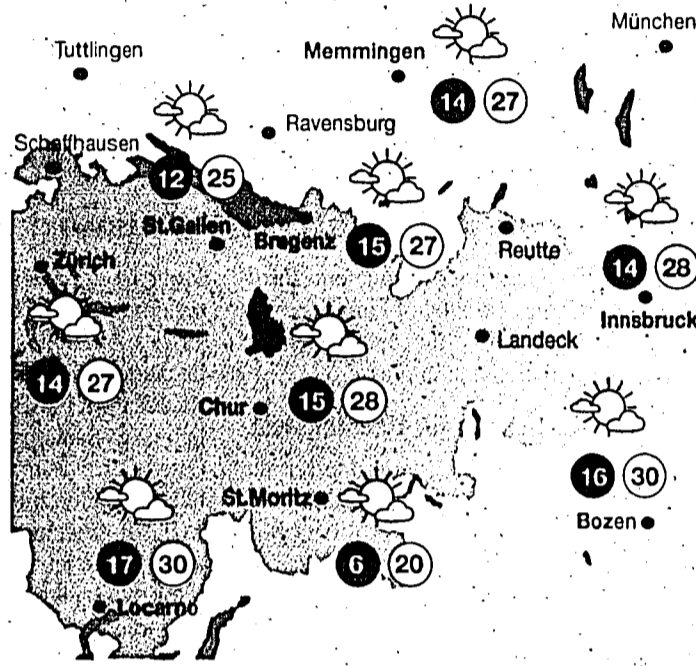 München
Tuttlingen
Memmingen
14 27
Ravensburg
Schaffhausen
12 25
St.Gallen
Bregenz
15 27
Reutte
Zürich
14 28
Innsbruck
Landeck
14 27
Chur
15 28
16 30
St.Moritz
Bozen
17 30
6 20
Locarno